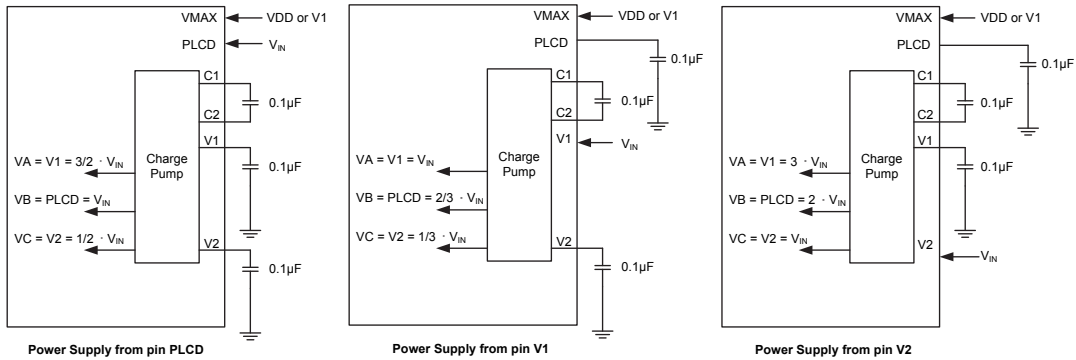 VMAX
VDD or V1
PLCD
VIN
C1
0.1μF
C2
V1
Charge
Pump
0.1μF
VA = V1 = 3/2 · VIN
VB = PLCD = VIN
VC = V2 = 1/2 · VIN
V2
0.1μF
Power Supply from pin PLCD
VMAX
VDD or V1
PLCD
0.1μF
C1
0.1μF
C2
V1
VIN
Charge
Pump
VA = V1 = VIN
VB = PLCD = 2/3 · VIN
VC = V2 = 1/3 · VIN
V2
0.1μF
Power Supply from pin V1
VMAX
VDD or V1
PLCD
0.1μF
C1
0.1μF
C2
V1
Charge
Pump
0.1μF
VA = V1 = 3 · VIN
VB = PLCD = 2 · VIN
VC = V2 = VIN
V2
VIN
Power Supply from pin V2